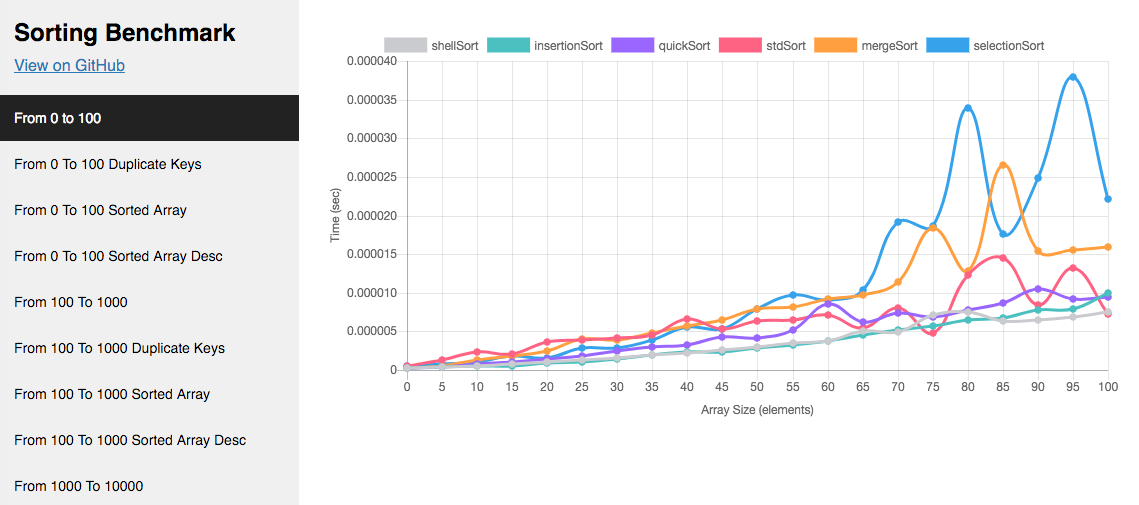 Sorting Benchmark
View on GitHub
From 0 to 100
From 0 To 100 Duplicate Keys
From 0 To 100 Sorted Array
From 0 To 100 Sorted Array Desc
From 100 To 1000
From 100 To 1000 Duplicate Keys
From 100 To 1000 Sorted Array
From 100 To 1000 Sorted Array Desc
From 1000 To 10000
shellSort insertionSort quickSort stdSort mergeSort selectionSort
Time (sec)
0.000040
0.000035
0.000030
0.000025
0.000020
0.000015
0.000010
0.000005
0
0 5 10 15 20 25 30 35 40 45 50 55 60 65 70 75 80 85 90 95 100
Array Size (elements)